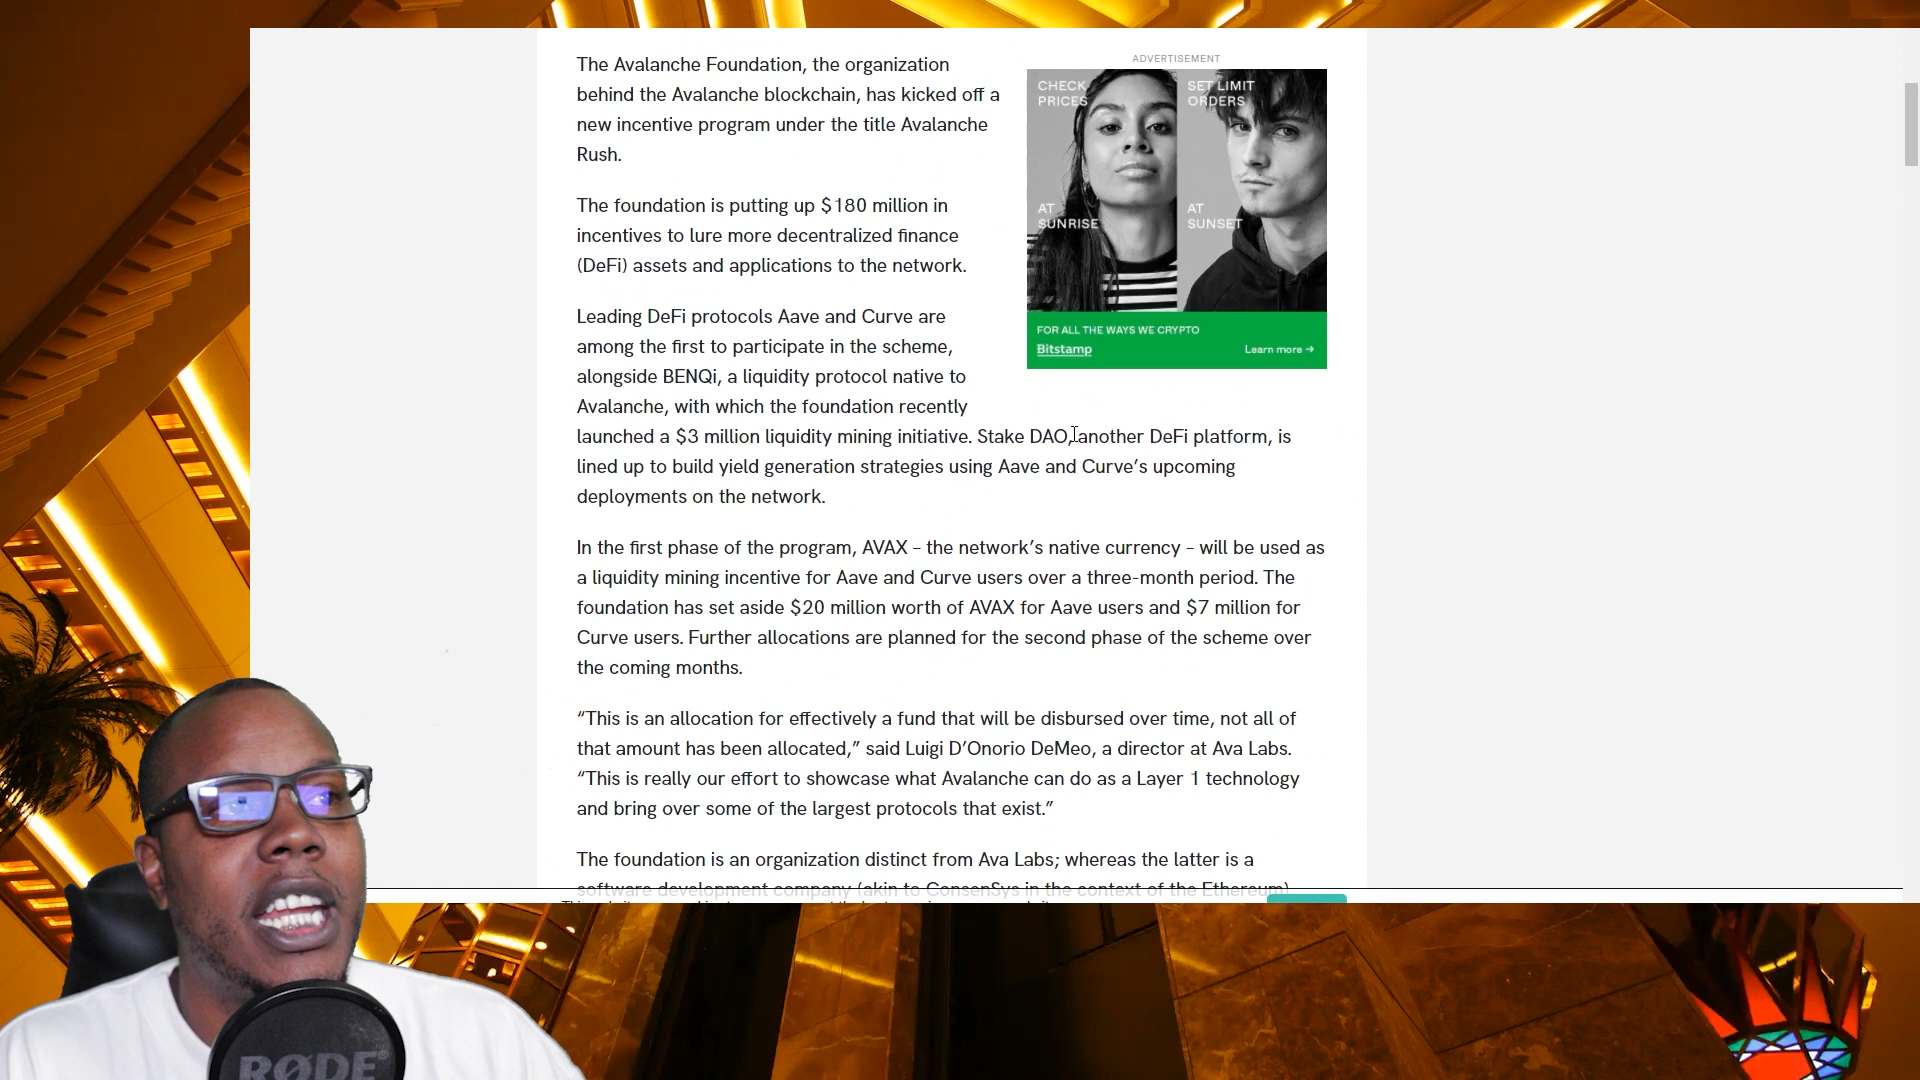 The Avalanche Foundation, the organization
behind the Avalanche blockchain, has kicked off a
new incentive program under the title Avalanche
Rush.
The foundation is putting up $180 million in
incentives to lure more decentralized finance
(DeFi) assets and applications to the network.
Leading DeFi protocols Aave and Curve are
among the first to participate in the scheme,
alongside BENQi, a liquidity protocol native to
Avalanche, with which the foundation recently
launched a $3 million liquidity mining initiative. Stake DAO, another DeFi platform, is
lined up to build yield generation strategies using Aave and Curve’s upcoming
deployments on the network.
In the first phase of the program, AVAX – the network’s native currency – will be used as
a liquidity mining incentive for Aave and Curve users over a three-month period. The
foundation has set aside $20 million worth of AVAX for Aave users and $7 million for
Curve users. Further allocations are planned for the second phase of the scheme over
the coming months.
“This is an allocation for effectively a fund that will be disbursed over time, not all of
that amount has been allocated,” said Luigi D’Onorio DeMeo, a director at Ava Labs.
“This is really our effort to showcase what Avalanche can do as a Layer 1 technology
and bring over some of the largest protocols that exist.”
The foundation is an organization distinct from Ava Labs; whereas the latter is a
software development company (akin to ConsenSys in the context of the Ethereum)
ADVERTISEMENT
CHECK
PRICES
AT
SUNRISE
SET LIMIT
ORDERS
AT
SUNSET
FOR ALL THE WAYS WE CRYPTO
Bitstamp
Learn more →
RØDE®